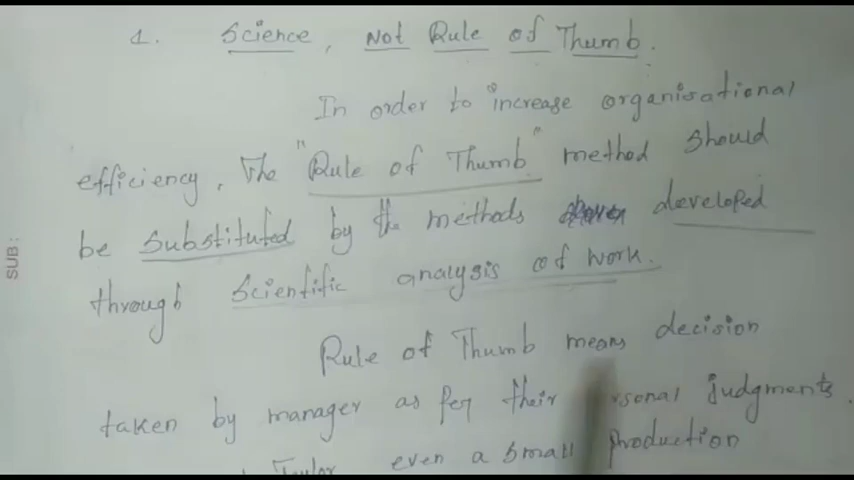 1. Science, Not Rule of Thumb.
In order to increase organisational
efficiency, The "Rule of Thumb" method should
be substituted by the methods developed
through Scientific analysis of work.
Rule of Thumb means decision
taken by manager as per their personal judgments.
Taylor even a small production
SUB: